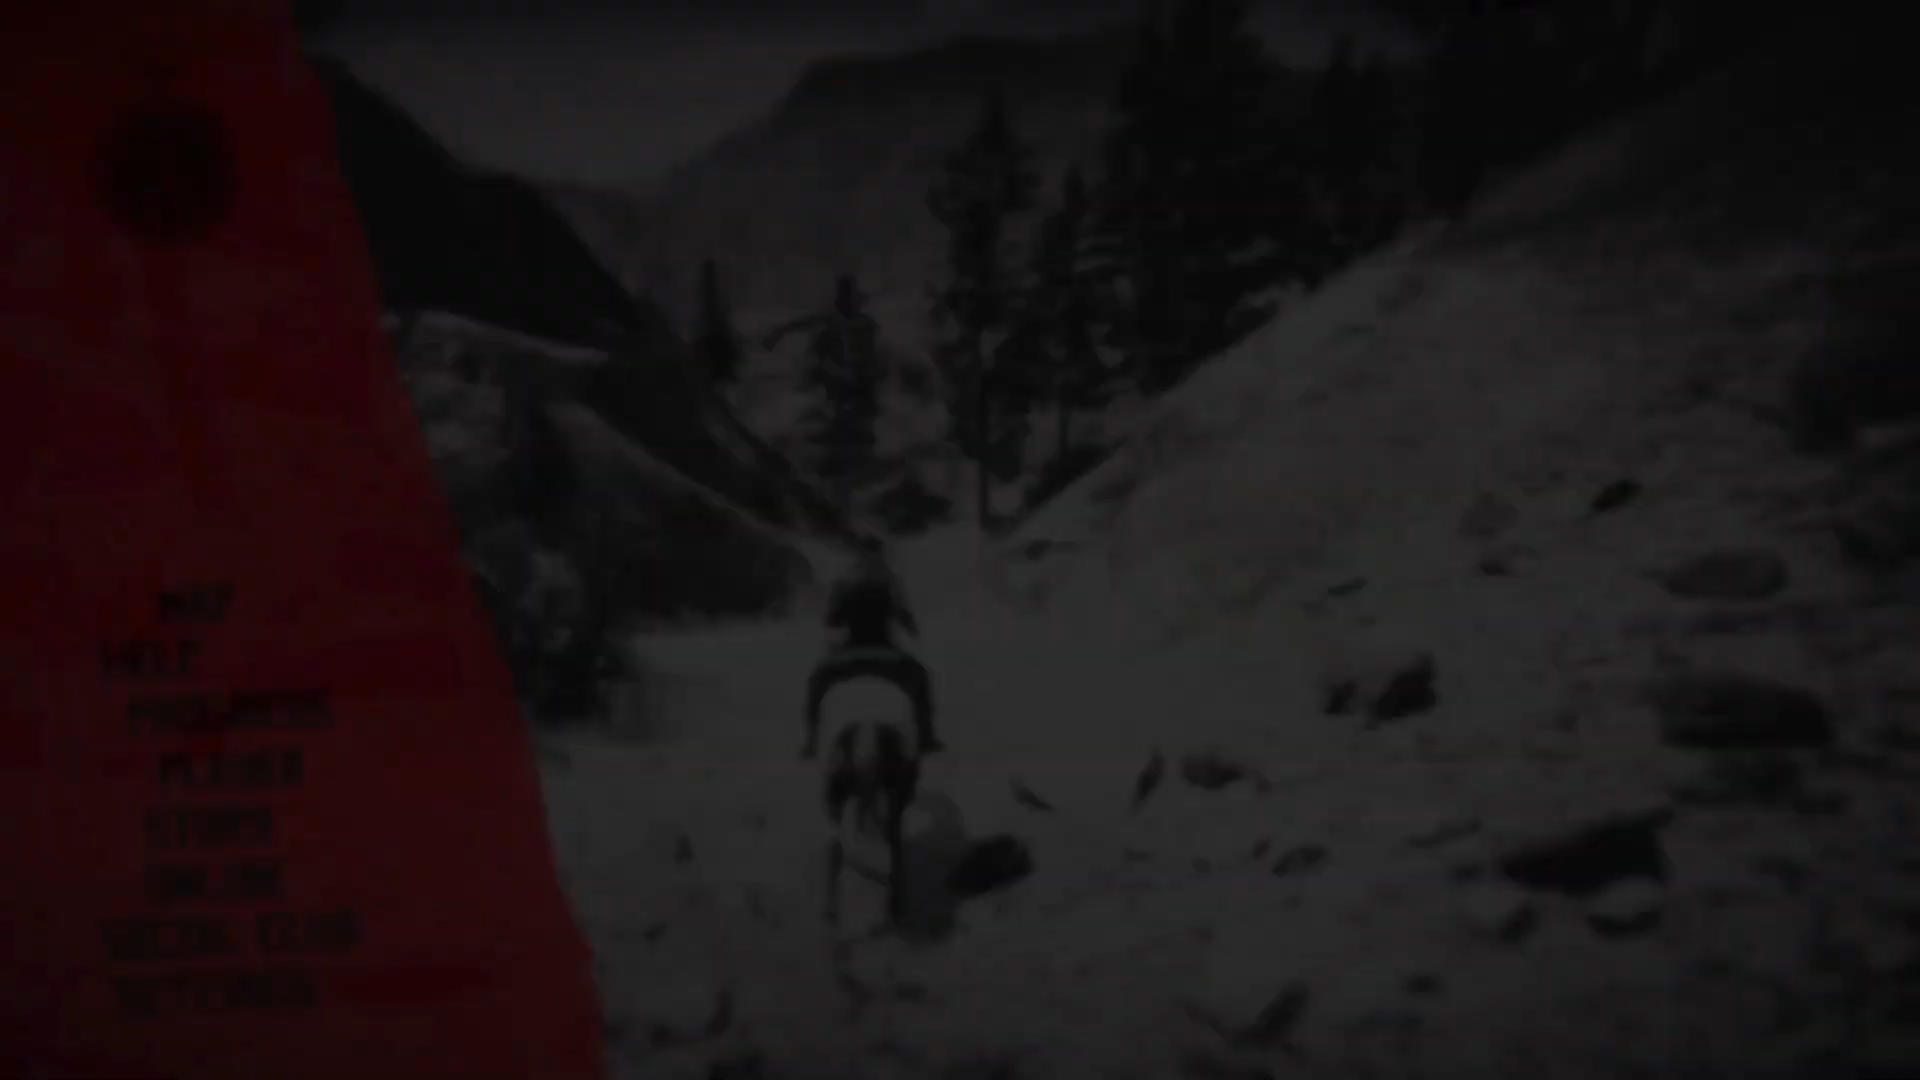 MAP
HELP
PROGRESS
PLAYER
STORY
ONLINE
SOCIAL CLUB
SETTINGS